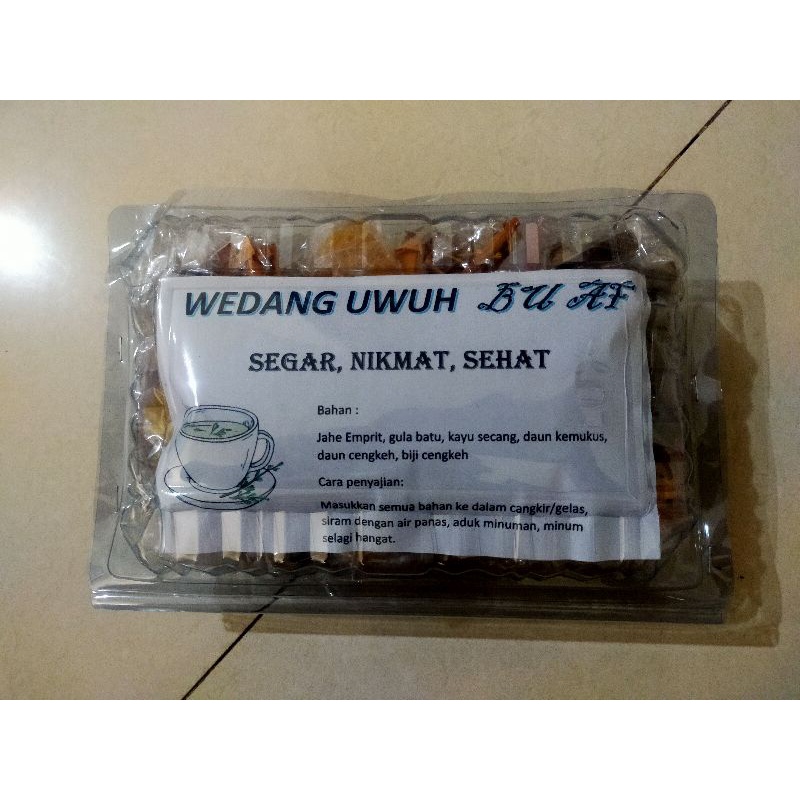 WEDANG UWUH BU AF
SEGAR, NIKMAT, SEHAT
Bahan :
Jahe Emprit, gula batu, kayu secang, daun kemukus,
daun cengkeh, biji cengkeh
Cara penyajian:
Masukkan semua bahan ke dalam cangkir/gelas,
siram dengan air panas, aduk minuman, minum
selagi hangat.